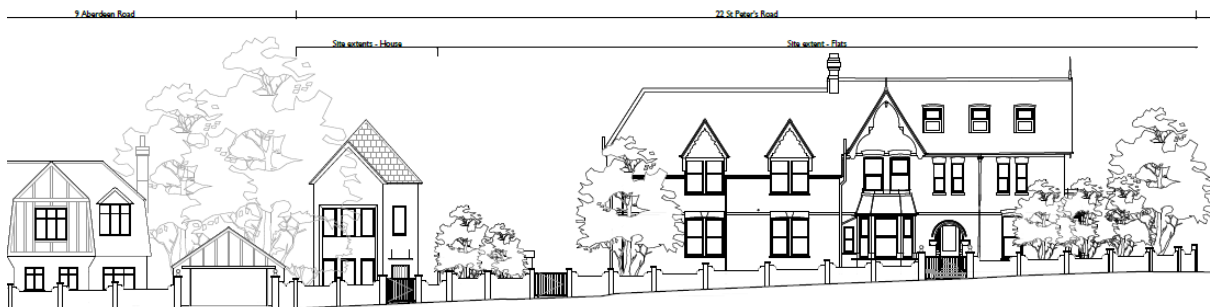 9 Aberdeen Road
22 St Peter's Road
Site extents - House
Site extent - Flats